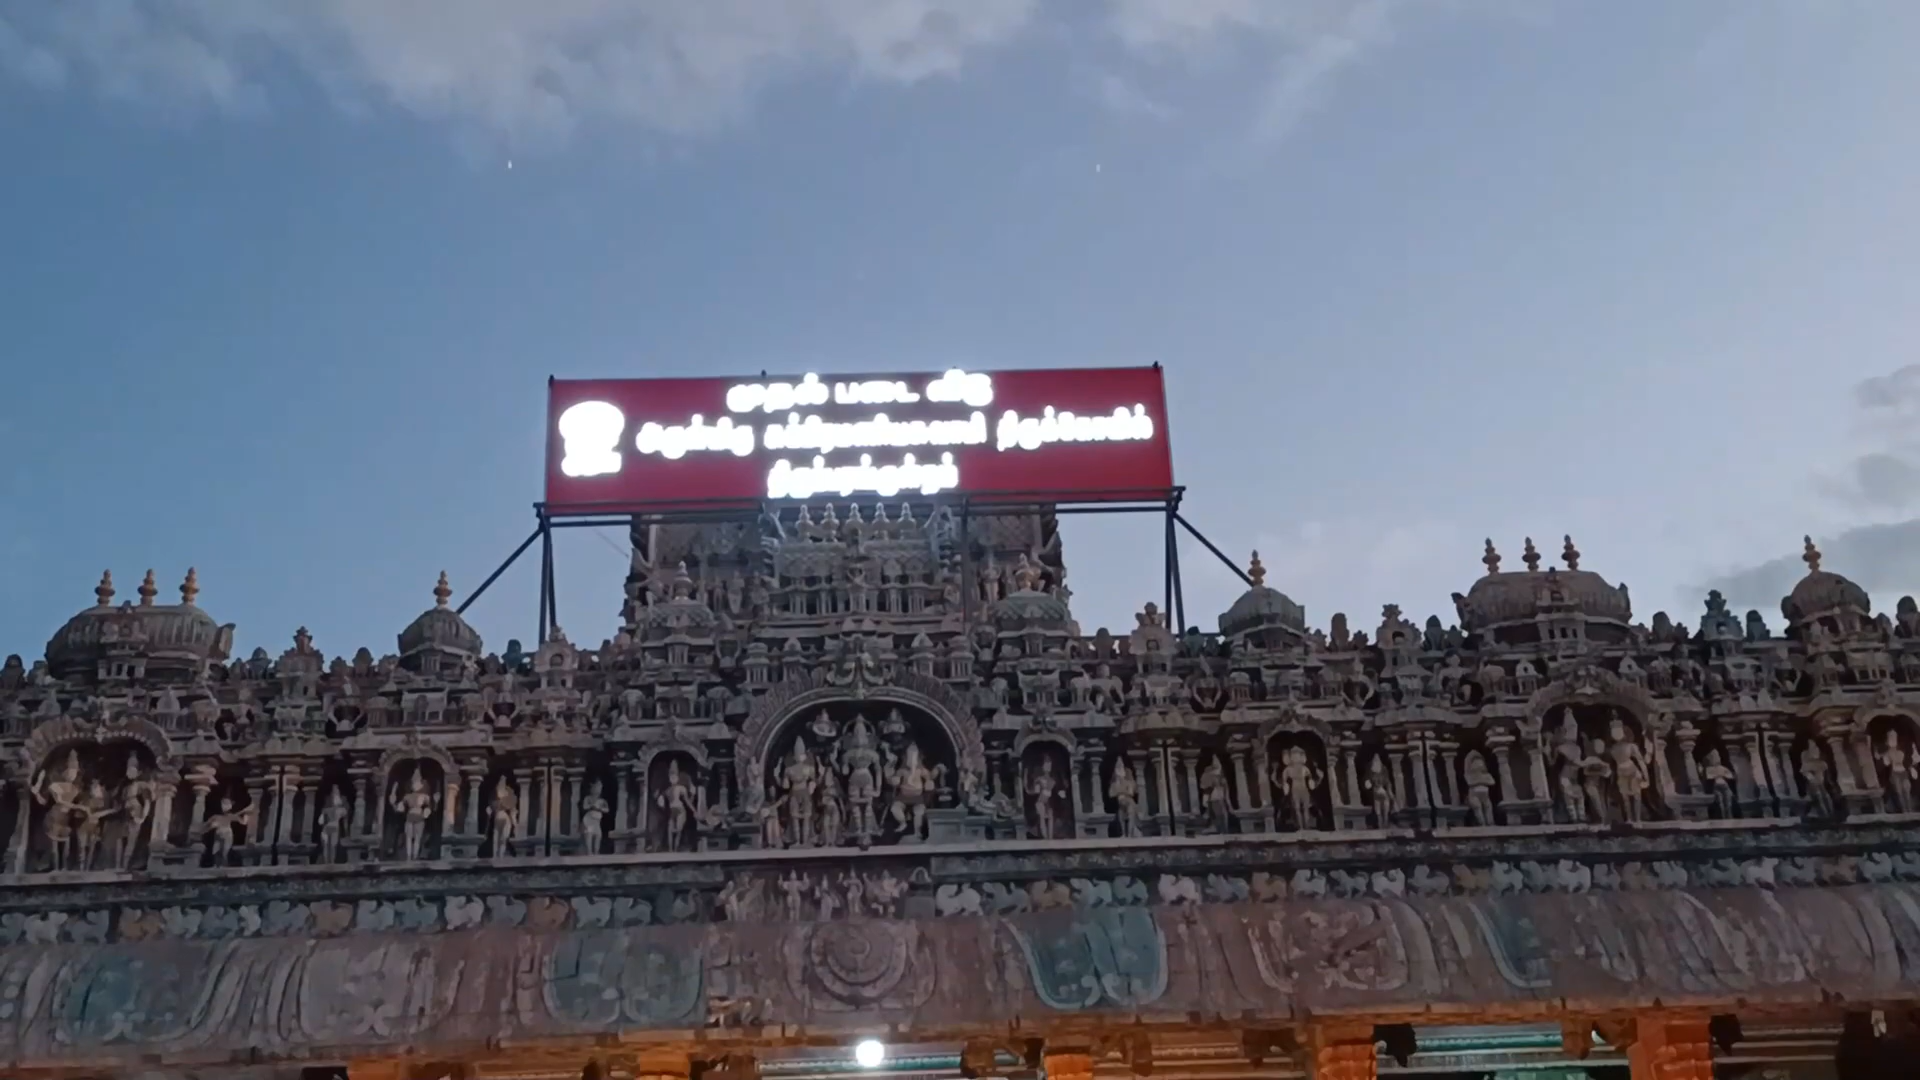 முதல் படை வீடு
அருள்மிகு சுப்பிரமணியசுவாமி திருக்கோயில்
திருப்பரங்குன்றம்